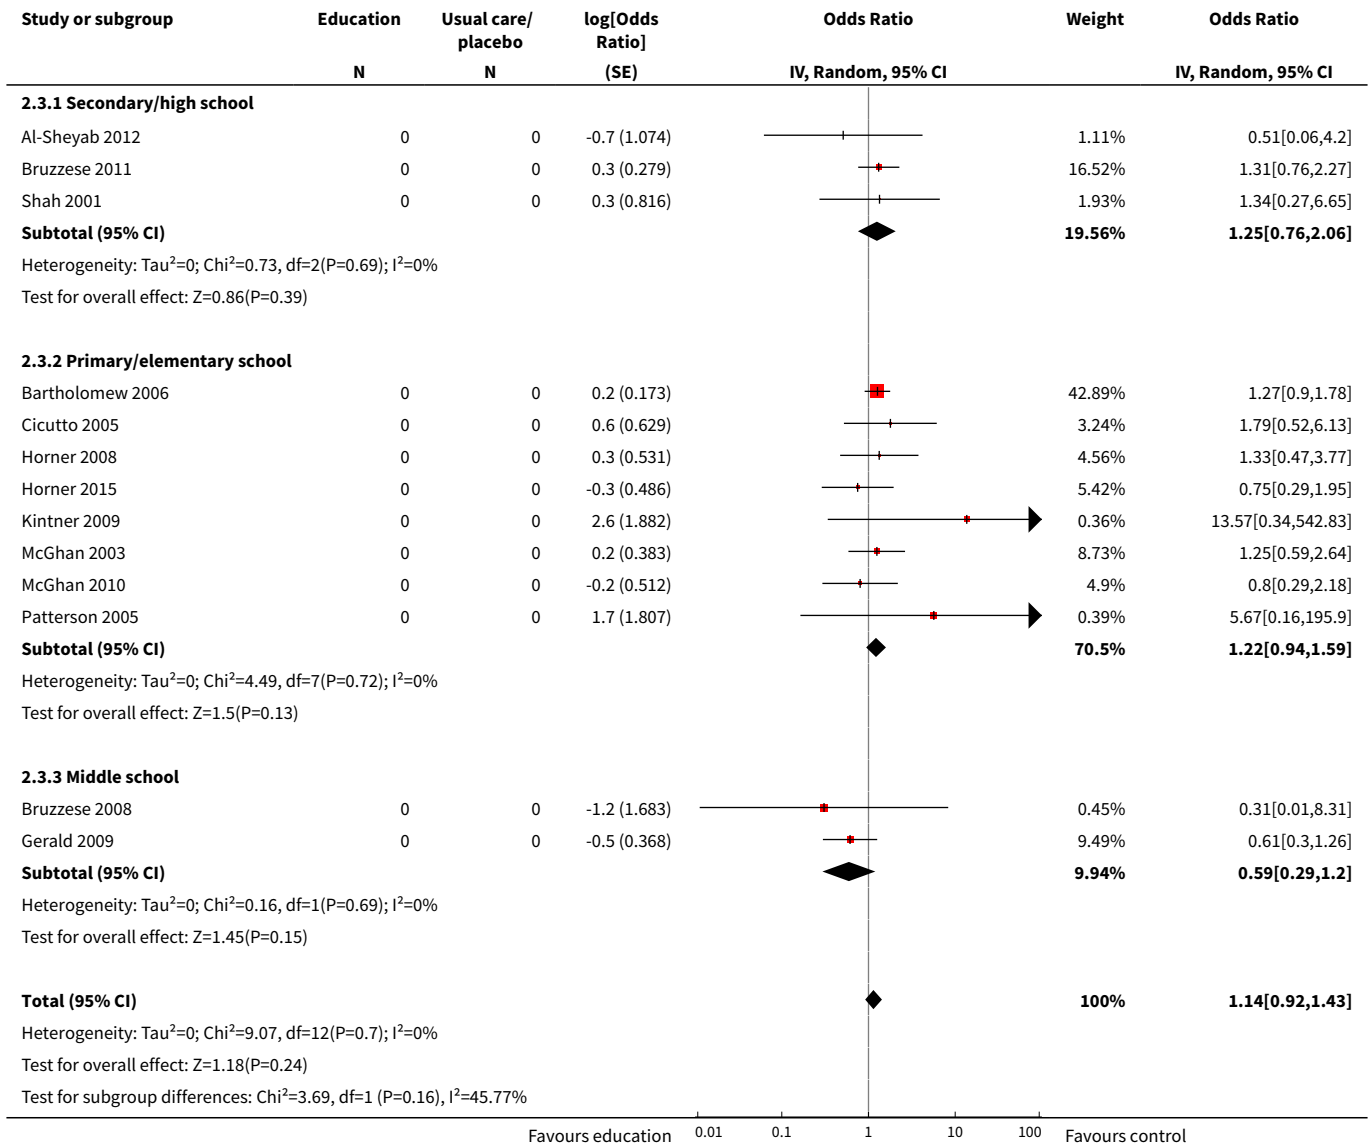 Study or subgroup Education Usual care/ placebo log[Odds Ratio] Odds Ratio Weight Odds Ratio
N N (SE) IV, Random, 95% CI IV, Random, 95% CI
2.3.1 Secondary/high school
Al-Sheyab 2012 0 0 -0.7 (1.074) 1.11% 0.51[0.06,4.2]
Bruzzese 2011 0 0 0.3 (0.279) 16.52% 1.31[0.76,2.27]
Shah 2001 0 0 0.3 (0.816) 1.93% 1.34[0.27,6.65]
Subtotal (95% CI) 19.56% 1.25[0.76,2.06]
Heterogeneity: Tau²=0; Chi²=0.73, df=2(P=0.69); I²=0%
Test for overall effect: Z=0.86(P=0.39)
2.3.2 Primary/elementary school
Bartholomew 2006 0 0 0.2 (0.173) 42.89% 1.27[0.9,1.78]
Cicutto 2005 0 0 0.6 (0.629) 3.24% 1.79[0.52,6.13]
Horner 2008 0 0 0.3 (0.531) 4.56% 1.33[0.47,3.77]
Horner 2015 0 0 -0.3 (0.486) 5.42% 0.75[0.29,1.95]
Kintner 2009 0 0 2.6 (1.882) 0.36% 13.57[0.34,542.83]
McGhan 2003 0 0 0.2 (0.383) 8.73% 1.25[0.59,2.64]
McGhan 2010 0 0 -0.2 (0.512) 4.9% 0.8[0.29,2.18]
Patterson 2005 0 0 1.7 (1.807) 0.39% 5.67[0.16,195.9]
Subtotal (95% CI) 70.5% 1.22[0.94,1.59]
Heterogeneity: Tau²=0; Chi²=4.49, df=7(P=0.72); I²=0%
Test for overall effect: Z=1.5(P=0.13)
2.3.3 Middle school
Bruzzese 2008 0 0 -1.2 (1.683) 0.45% 0.31[0.01,8.31]
Gerald 2009 0 0 -0.5 (0.368) 9.49% 0.61[0.3,1.26]
Subtotal (95% CI) 9.94% 0.59[0.29,1.2]
Heterogeneity: Tau²=0; Chi²=0.16, df=1(P=0.69); I²=0%
Test for overall effect: Z=1.45(P=0.15)
Total (95% CI) 100% 1.14[0.92,1.43]
Heterogeneity: Tau²=0; Chi²=9.07, df=12(P=0.7); I²=0%
Test for overall effect: Z=1.18(P=0.24)
Test for subgroup differences: Chi²=3.69, df=1 (P=0.16), I²=45.77%
Favours education 0.01 0.1 1 10 100 Favours control